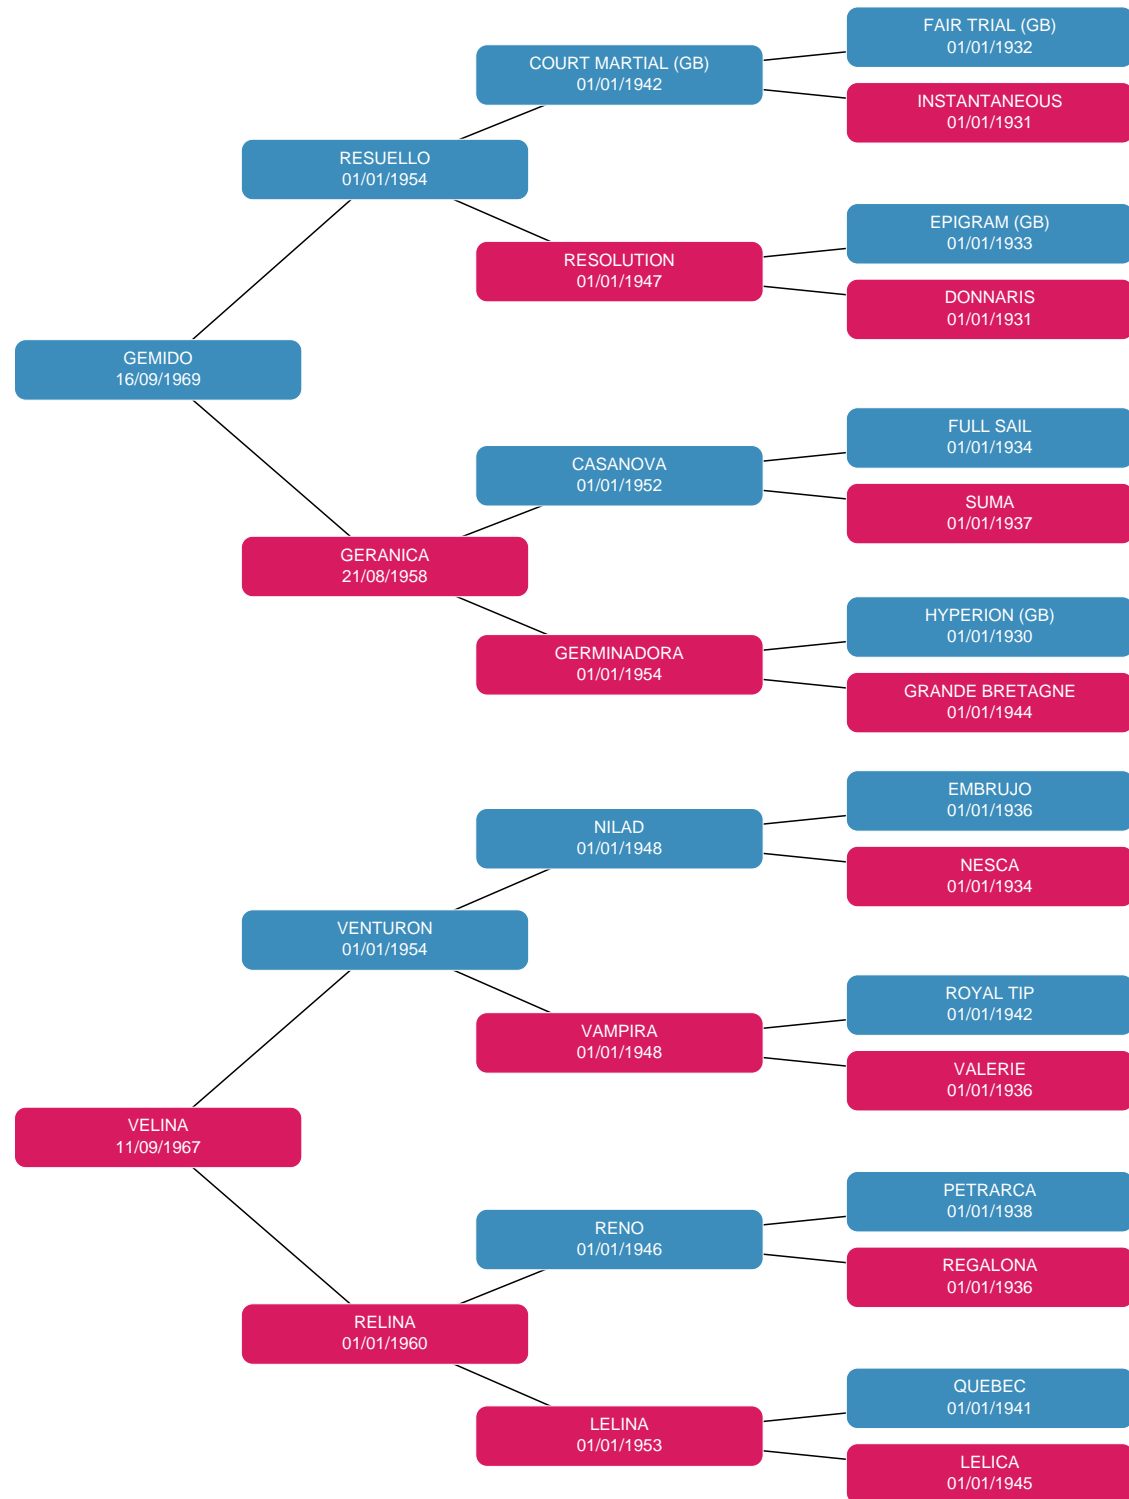 FAIR TRIAL (GB)
01/01/1932
COURT MARTIAL (GB)
01/01/1942
INSTANTANEOUS
01/01/1931
RESUELLO
01/01/1954
EPIGRAM (GB)
01/01/1933
RESOLUTION
01/01/1947
DONNARIS
01/01/1931
GEMIDO
16/09/1969
FULL SAIL
01/01/1934
CASANOVA
01/01/1952
SUMA
01/01/1937
GERANICA
21/08/1958
HYPERION (GB)
01/01/1930
GERMINADORA
01/01/1954
GRANDE BRETAGNE
01/01/1944
EMBRUJO
01/01/1936
NILAD
01/01/1948
NESCA
01/01/1934
VENTURON
01/01/1954
ROYAL TIP
01/01/1942
VAMPIRA
01/01/1948
VALERIE
01/01/1936
VELINA
11/09/1967
PETRARCA
01/01/1938
RENO
01/01/1946
REGALONA
01/01/1936
RELINA
01/01/1960
QUEBEC
01/01/1941
LELINA
01/01/1953
LELICA
01/01/1945